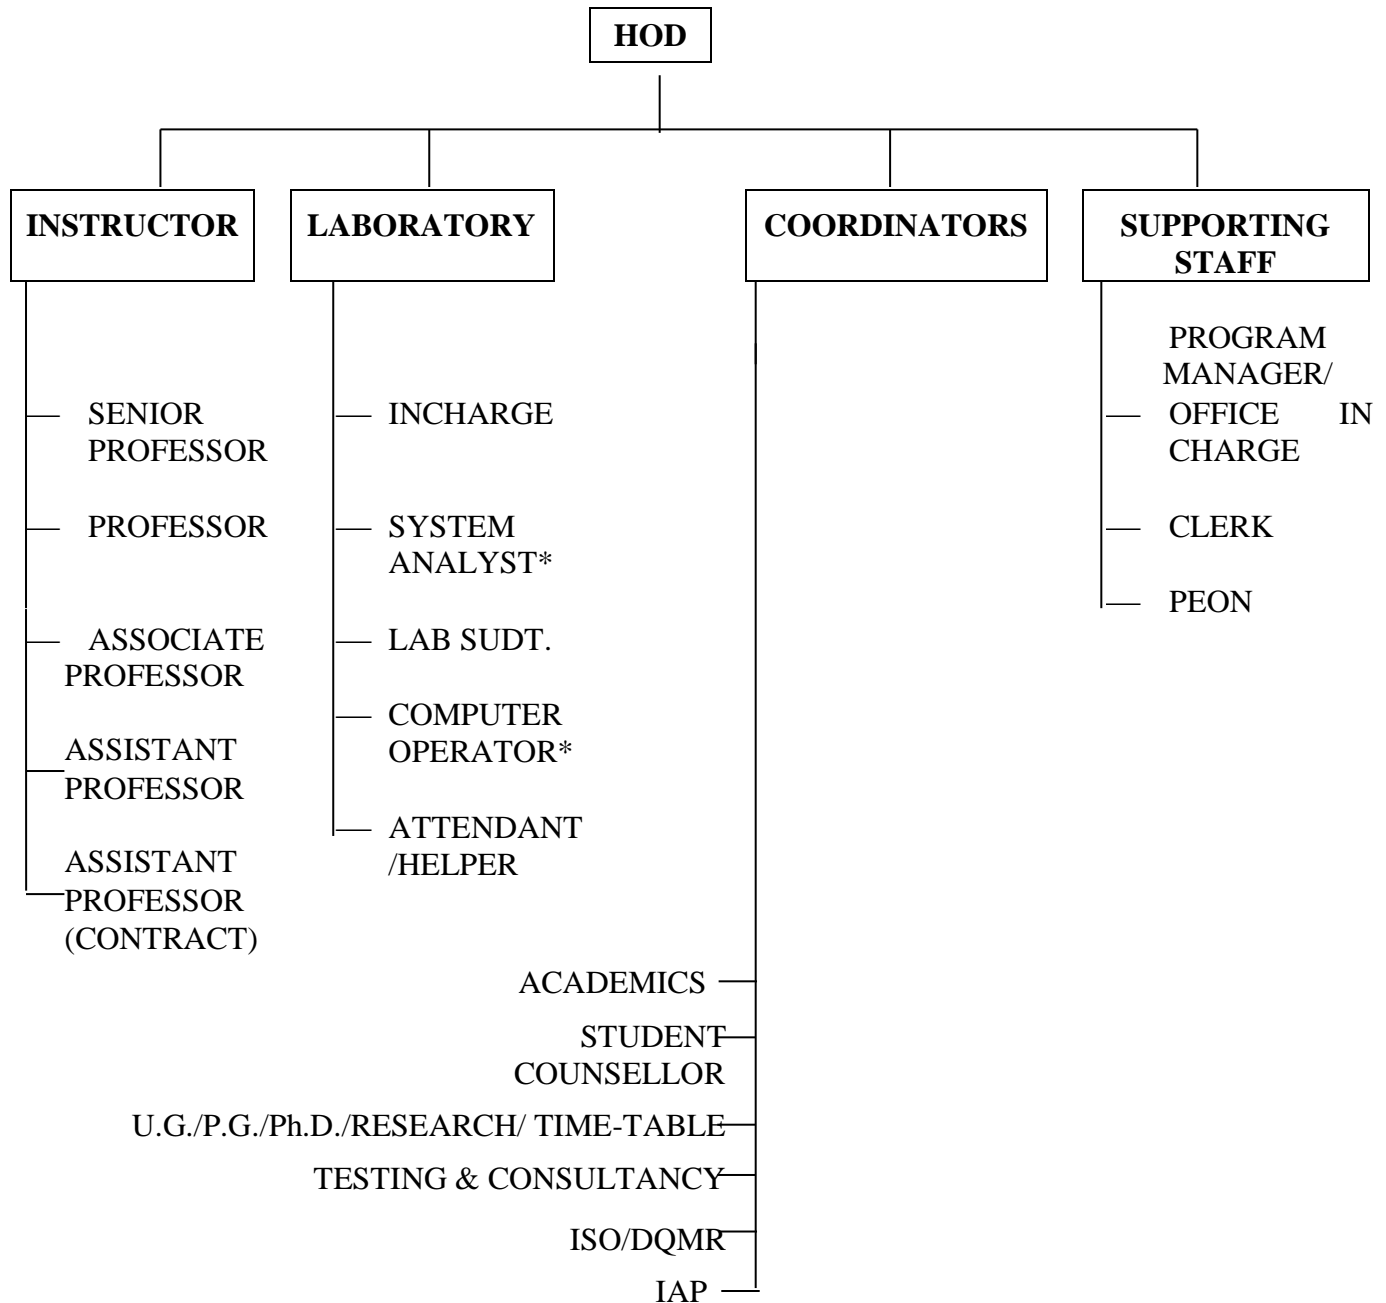 HOD
INSTRUCTOR
LABORATORY
COORDINATORS
SUPPORTING
STAFF
SENIOR
PROFESSOR
PROFESSOR
ASSOCIATE
PROFESSOR
ASSISTANT
PROFESSOR
ASSISTANT
PROFESSOR
(CONTRACT)
INCHARGE
SYSTEM
ANALYST*
LAB SUDT.
COMPUTER
OPERATOR*
ATTENDANT
/HELPER
ACADEMICS
STUDENT
COUNSELLOR
U.G./P.G./Ph.D./RESEARCH/ TIME-TABLE
TESTING & CONSULTANCY
ISO/DQMR
IAP
PROGRAM
MANAGER/
OFFICE IN
CHARGE
CLERK
PEON